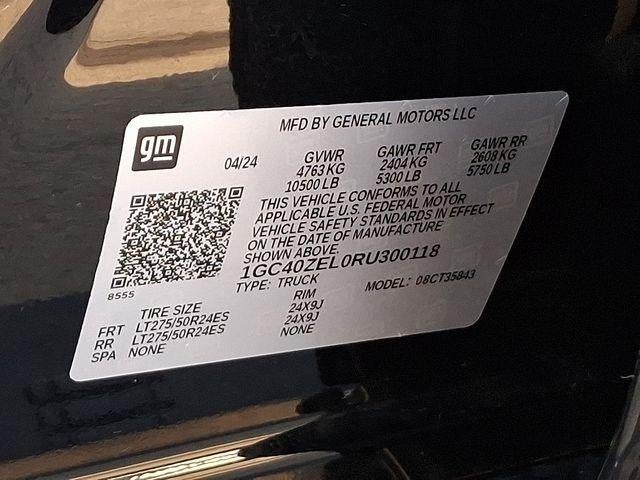 MFD BY GENERAL MOTORS LLC
gm
04/24 GVWR GAWR FRT GAWR RR
4763 KG 2404 KG 2608 KG
10500 LB 5300 LB 5750 LB
THIS VEHICLE CONFORMS TO ALL
APPLICABLE U.S. FEDERAL MOTOR
VEHICLE SAFETY STANDARDS IN EFFECT
ON THE DATE OF MANUFACTURE
SHOWN ABOVE.
1GC40ZEL0RU300118
8555
TYPE: TRUCK MODEL: 08CT35843
TIRE SIZE RIM
FRT LT275/50R24ES 24X9J
RR LT275/50R24ES 24X9J
SPA NONE NONE